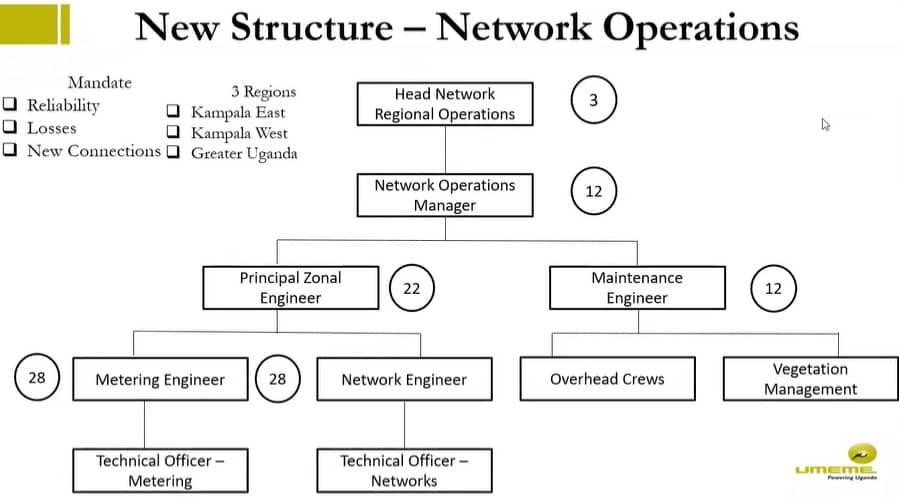 New Structure – Network Operations
Mandate
❑ Reliability
❑ Losses
❑ New Connections
3 Regions
❑ Kampala East
❑ Kampala West
❑ Greater Uganda
Head Network
Regional Operations
3
Network Operations
Manager
12
Principal Zonal
Engineer
22
Maintenance
Engineer
12
28
Metering Engineer
28
Network Engineer
Overhead Crews
Vegetation
Management
Technical Officer –
Metering
Technical Officer –
Networks
UMEME
Powering Uganda